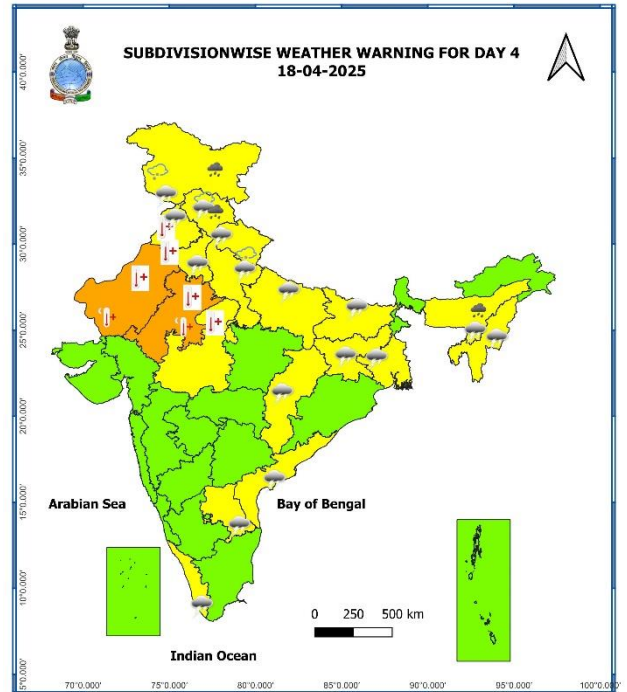 SUBDIVISIONWISE WEATHER WARNING FOR DAY 4
18-04-2025
40°0.000'
35°0.000'
30°0.000'
25°0.000'
20°0.000'
15°0.000'
10°0.000'
5°0.000'
Arabian Sea
Bay of Bengal
0 250 500 km
Indian Ocean
70°0.000' 75°0.000' 80°0.000' 85°0.000' 90°0.000' 95°0.000' 100°0.000'